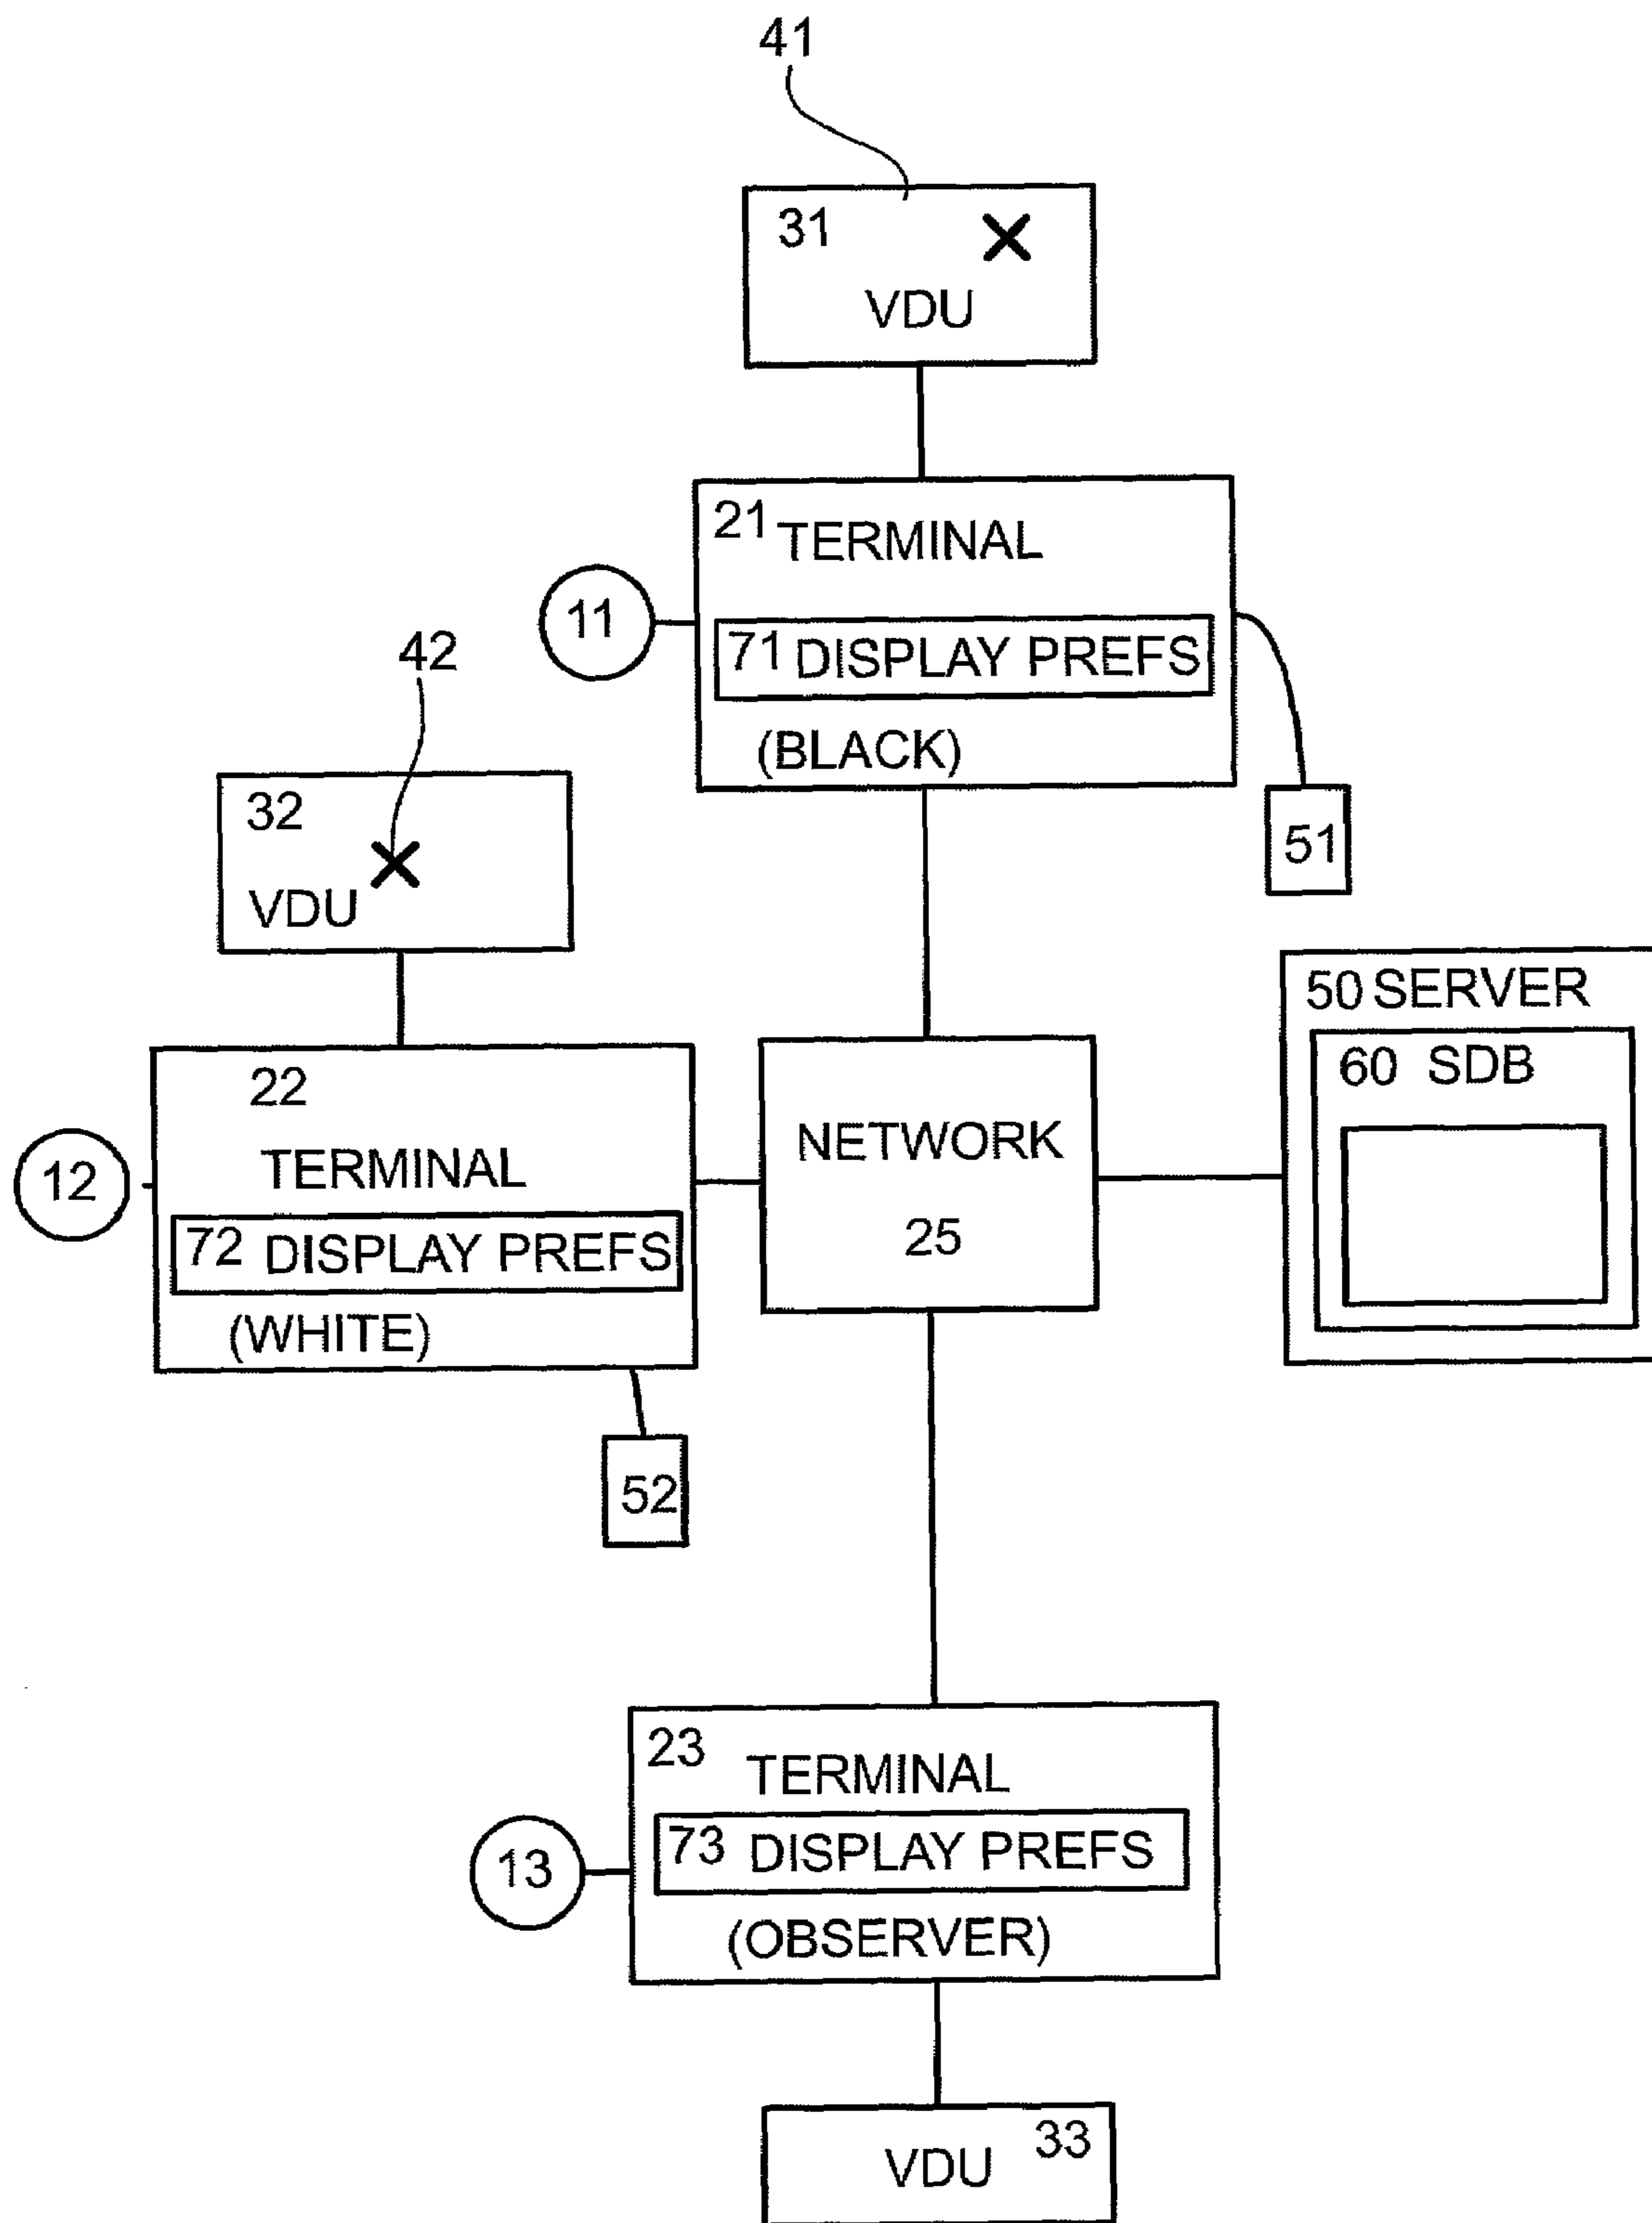 41
31
VDU
21 TERMINAL
11
71 DISPLAY PREFS
(BLACK)
51
42
32
VDU
22
TERMINAL
12
72 DISPLAY PREFS
(WHITE)
52
NETWORK
25
50 SERVER
60 SDB
23
TERMINAL
13
73 DISPLAY PREFS
(OBSERVER)
VDU 33